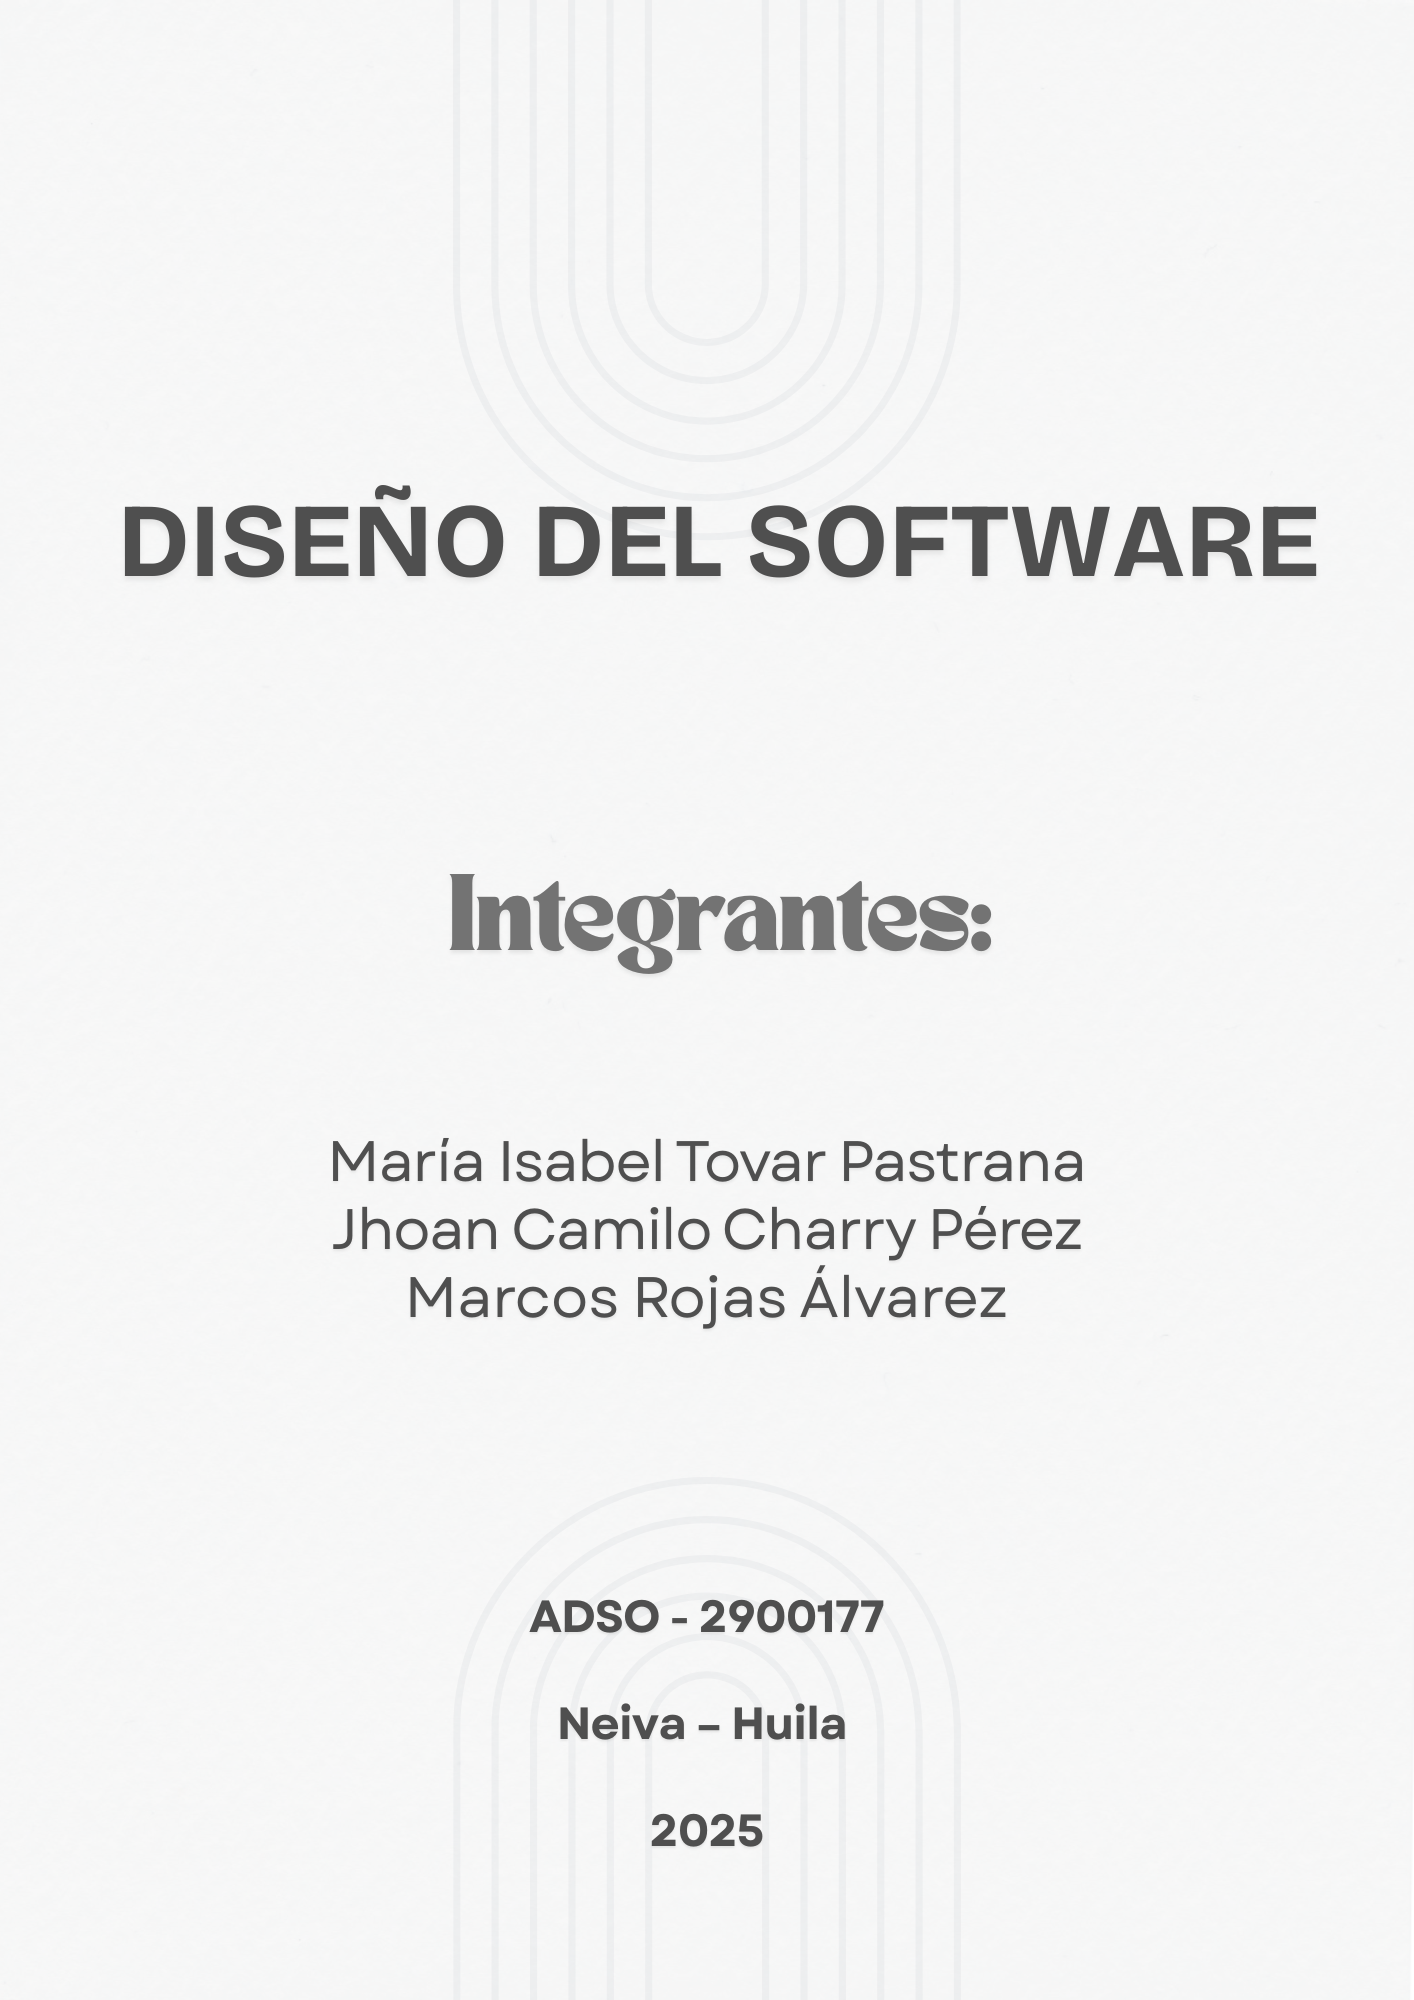 DISEÑO DEL SOFTWARE
Integrantes:
María Isabel Tovar Pastrana
Jhoan Camilo Charry Pérez
Marcos Rojas Álvarez
ADSO - 2900177
Neiva – Huila
2025